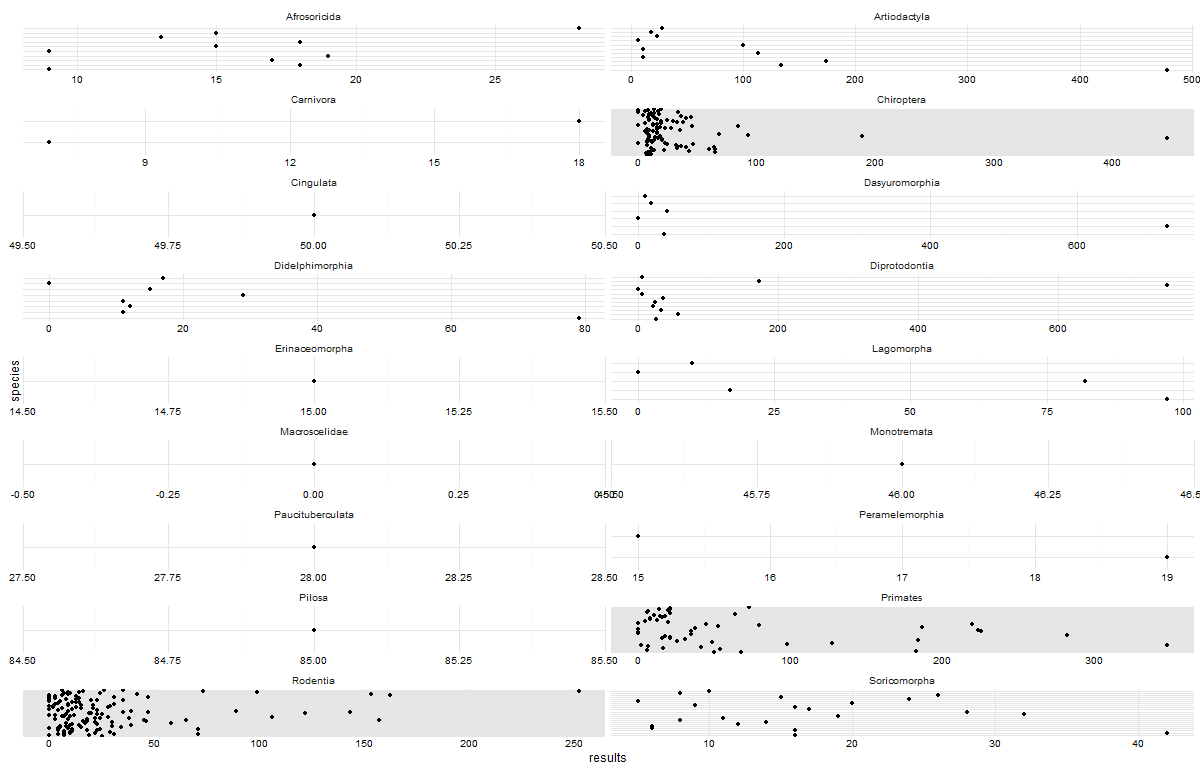 Afrosoricida Artiodactyla
10 15 20 25 0 100 200 300 400 500
Carnivora Chiroptera
9 12 15 18 0 100 200 300 400
Cingulata Dasyuromorphia
49.50 49.75 50.00 50.25 50.50 0 200 400 600
Didelphimorphia Diprotodontia
0 20 40 60 80 0 200 400 600
Erinaceomorpha Lagomorpha
species
14.50 14.75 15.00 15.25 15.50 0 25 50 75 100
Macroscelidae Monotremata
-0.50 -0.25 0.00 0.25 0.50 45.50 45.75 46.00 46.25 46.5
Paucituberculata Peramelemorphia
27.50 27.75 28.00 28.25 28.50 15 16 17 18 19
Pilosa Primates
84.50 84.75 85.00 85.25 85.50 0 100 200 300
Rodentia Soricomorpha
0 50 100 150 200 250 10 20 30 40
results